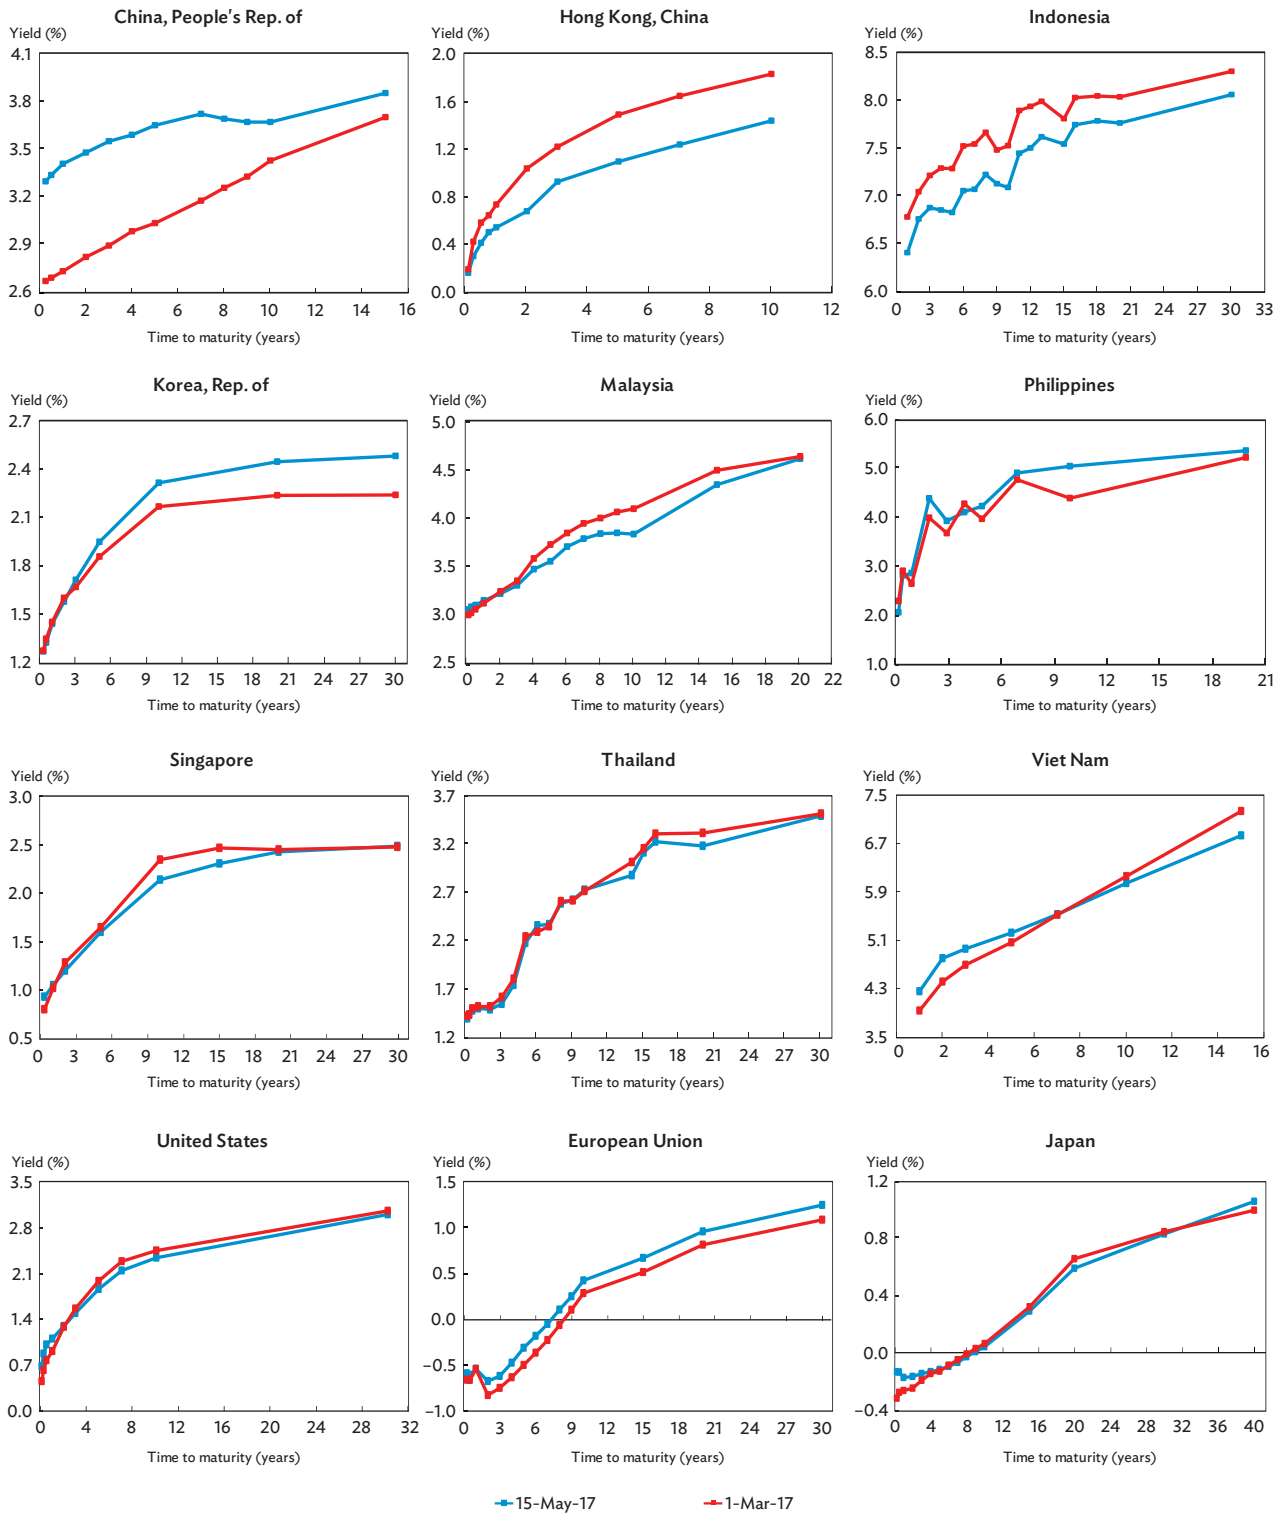 China, People's Rep. of
Yield (%)
4.1
3.8
3.5
3.2
2.9
2.6
0 2 4 6 8 10 12 14 16
Time to maturity (years)
Hong Kong, China
Yield (%)
2.0
1.6
1.2
0.8
0.4
0.0
0 2 4 6 8 10 12
Time to maturity (years)
Indonesia
Yield (%)
8.5
8.0
7.5
7.0
6.5
6.0
0 3 6 9 12 15 18 21 24 27 30 33
Time to maturity (years)
Korea, Rep. of
Yield (%)
2.7
2.4
2.1
1.8
1.5
1.2
0 3 6 9 12 15 18 21 24 27 30
Time to maturity (years)
Malaysia
Yield (%)
5.0
4.5
4.0
3.5
3.0
2.5
0 2 4 6 8 10 12 14 16 18 20 22
Time to maturity (years)
Philippines
Yield (%)
6.0
5.0
4.0
3.0
2.0
1.0
0 3 6 9 12 15 18 21
Time to maturity (years)
Singapore
Yield (%)
3.0
2.5
2.0
1.5
1.0
0.5
0 3 6 9 12 15 18 21 24 27 30
Time to maturity (years)
Thailand
Yield (%)
3.7
3.2
2.7
2.2
1.7
1.2
0 3 6 9 12 15 18 21 24 27 30
Time to maturity (years)
Viet Nam
Yield (%)
7.5
6.7
5.9
5.1
4.3
3.5
0 2 4 6 8 10 12 14 16
Time to maturity (years)
United States
Yield (%)
3.5
2.8
2.1
1.4
0.7
0.0
0 4 8 12 16 20 24 28 32
Time to maturity (years)
European Union
Yield (%)
1.5
1.0
0.5
0.0
–0.5
–1.0
0 3 6 9 12 15 18 21 24 27 30
Time to maturity (years)
Japan
Yield (%)
1.2
0.8
0.4
0.0
–0.4
0 4 8 12 16 20 24 28 32 36 40
Time to maturity (years)
15-May-17 1-Mar-17